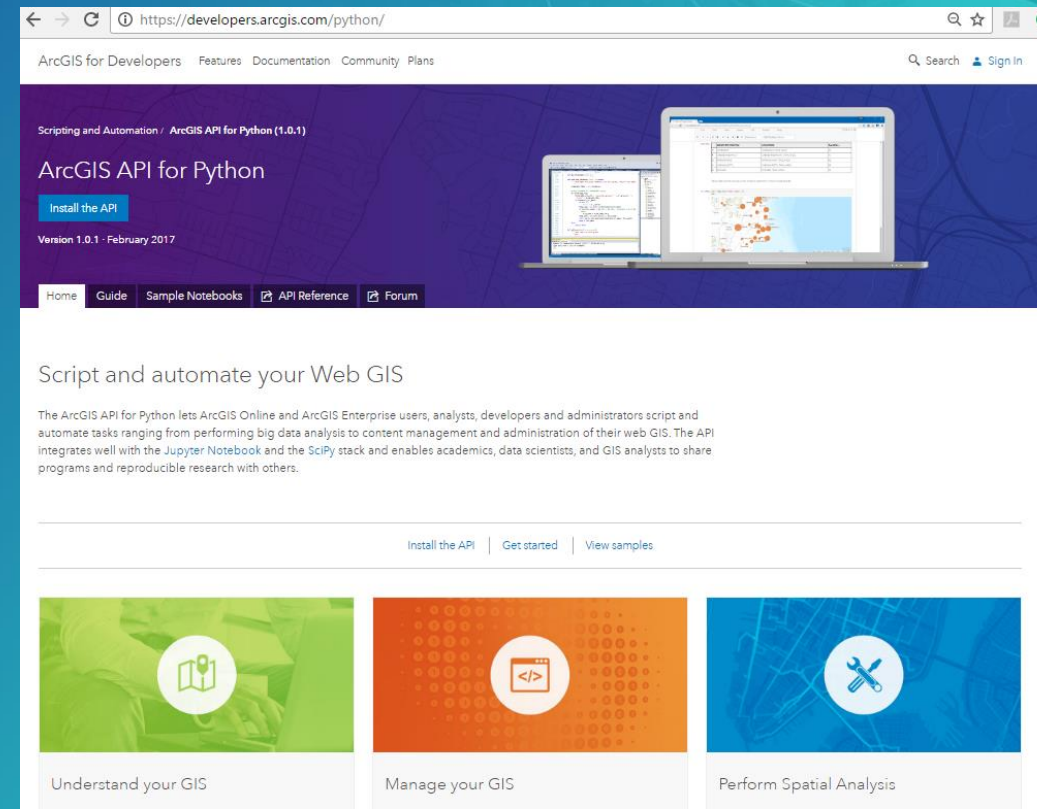 https://developers.arcgis.com/python/
ArcGIS for Developers Features Documentation Community Plans Search Sign In
Scripting and Automation / ArcGIS API for Python (1.0.1)
ArcGIS API for Python
Install the API
Version 1.0.1 · February 2017
Home Guide Sample Notebooks API Reference Forum
Script and automate your Web GIS
The ArcGIS API for Python lets ArcGIS Online and ArcGIS Enterprise users, analysts, developers and administrators script and
automate tasks ranging from performing big data analysis to content management and administration of their web GIS. The API
integrates well with the Jupyter Notebook and the SciPy stack and enables academics, data scientists, and GIS analysts to share
programs and reproducible research with others.
Install the API Get started View samples
</>
Understand your GIS Manage your GIS Perform Spatial Analysis